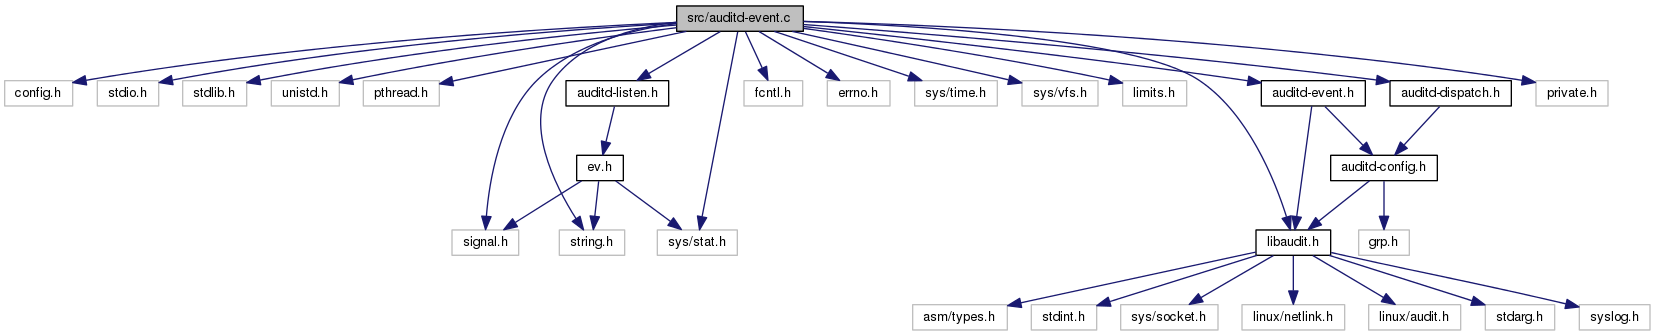 src/auditd-event.c
config.h
stdio.h
stdlib.h
unistd.h
pthread.h
auditd-listen.h
fcntl.h
errno.h
sys/time.h
sys/vfs.h
limits.h
auditd-event.h
auditd-dispatch.h
private.h
ev.h
auditd-config.h
signal.h
string.h
sys/stat.h
libaudit.h
grp.h
asm/types.h
stdint.h
sys/socket.h
linux/netlink.h
linux/audit.h
stdarg.h
syslog.h